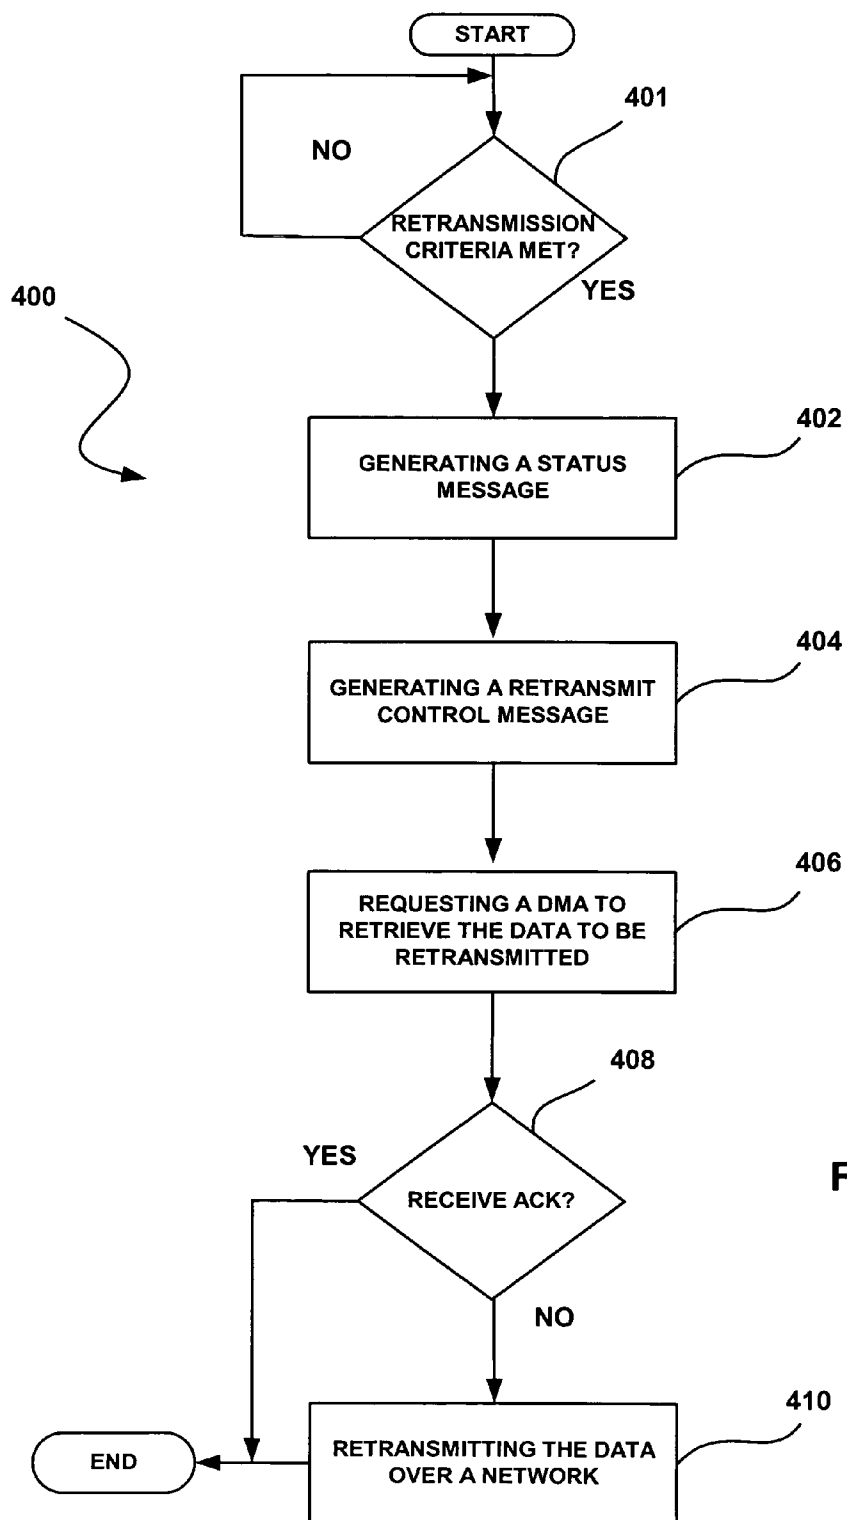 START
401
NO
RETRANSMISSION
CRITERIA MET?
YES
400
402
GENERATING A STATUS
MESSAGE
404
GENERATING A RETRANSMIT
CONTROL MESSAGE
406
REQUESTING A DMA TO
RETRIEVE THE DATA TO BE
RETRANSMITTED
408
YES
RECEIVE ACK?
F
NO
410
RETRANSMITTING THE DATA
OVER A NETWORK
END